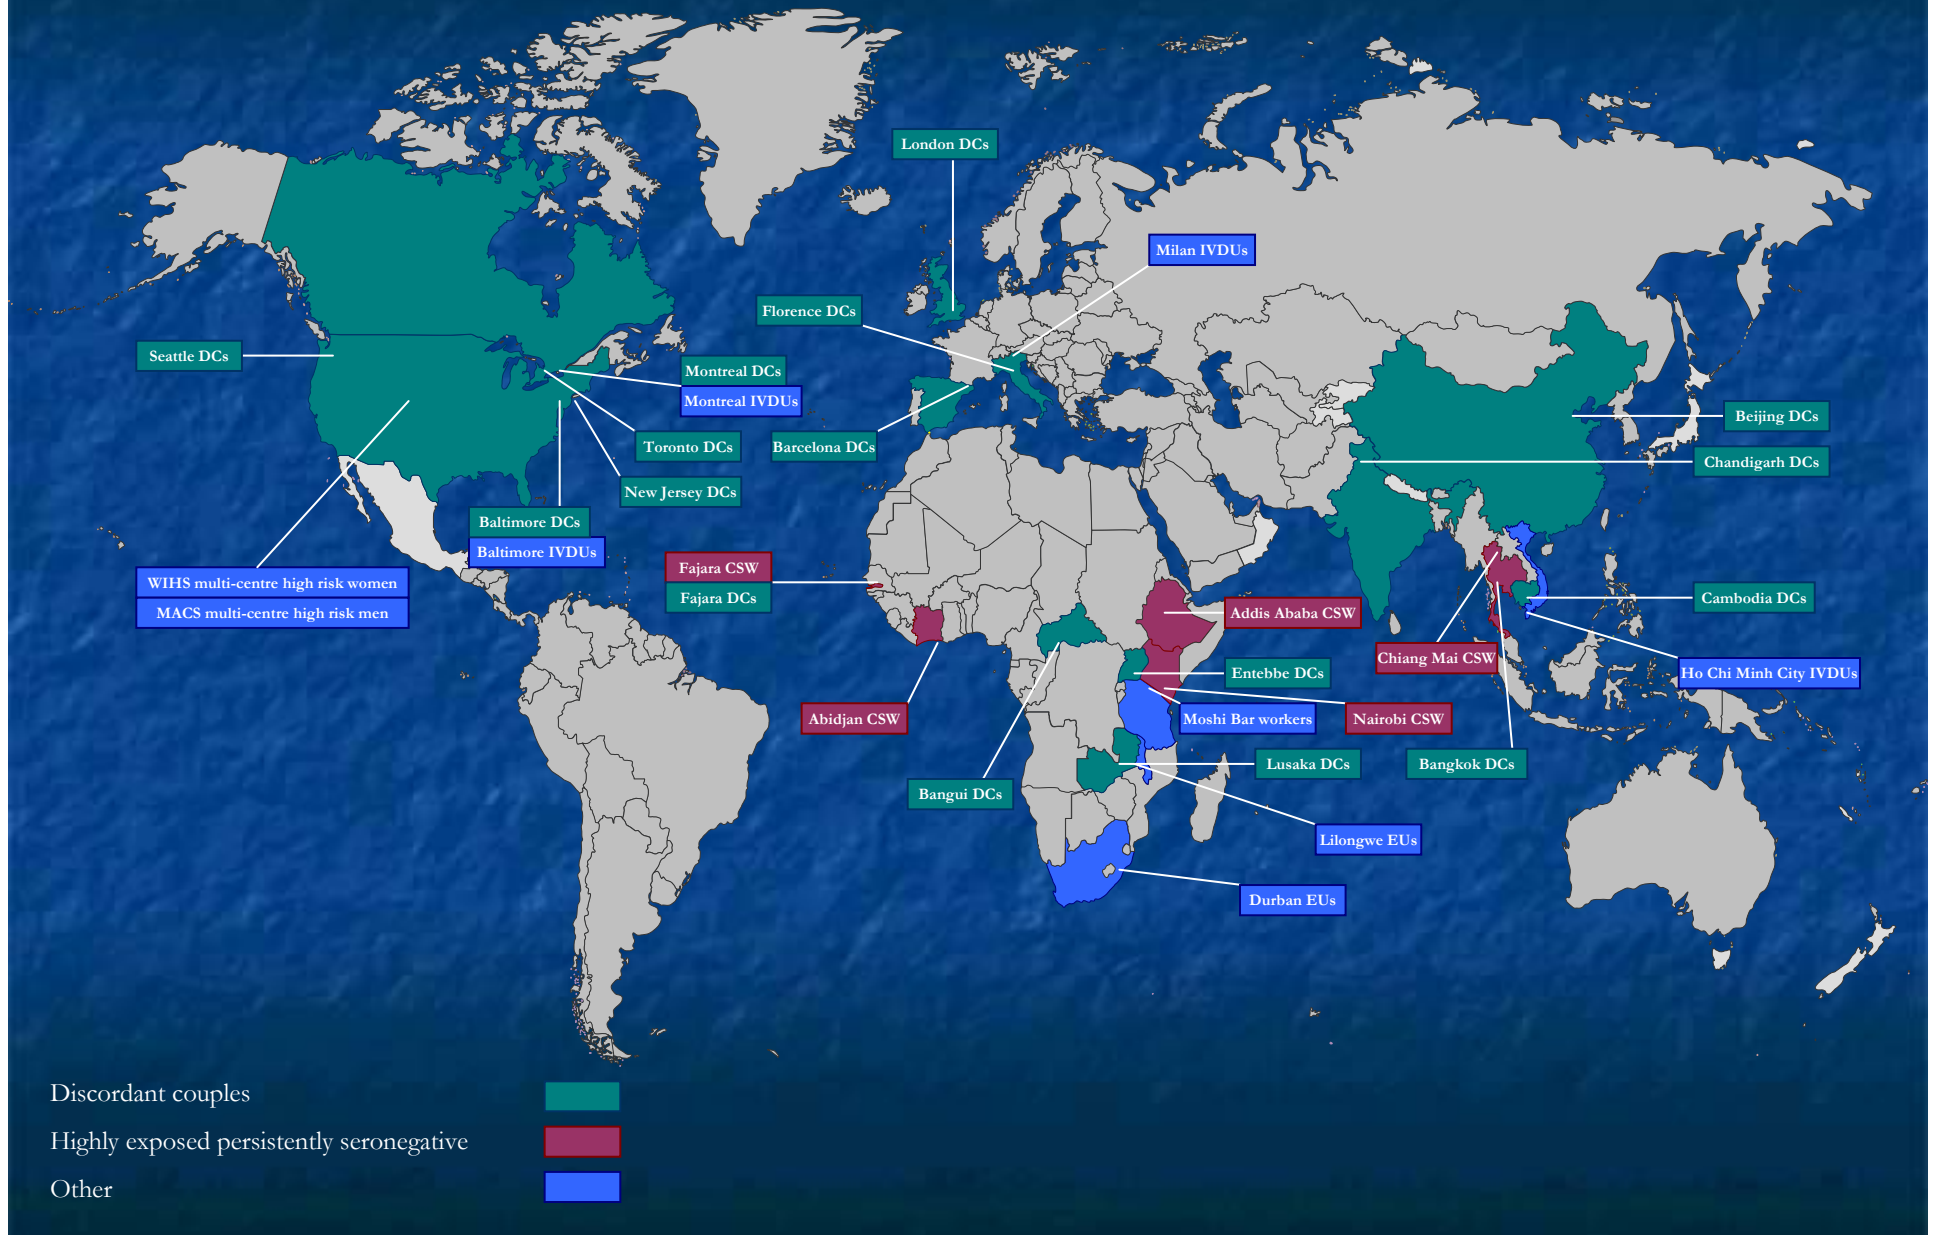 London DCs
Milan IVDUs
Florence DCs
Seattle DCs
Montreal DCs
Montreal IVDUs
Beijing DCs
Toronto DCs
Barcelona DCs
Chandigarh DCs
New Jersey DCs
Baltimore DCs
Baltimore IVDUs
Fajara CSW
Fajara DCs
WIHS multi-centre high risk women
MACS multi-centre high risk men
Cambodia DCs
Addis Ababa CSW
Chiang Mai CSW
Entebbe DCs
Ho Chi Minh City IVDUs
Abidjan CSW
Moshi Bar workers
Nairobi CSW
Lusaka DCs
Bangkok DCs
Bangui DCs
Lilongwe EUs
Durban EUs
Discordant couples
Highly exposed persistently seronegative
Other